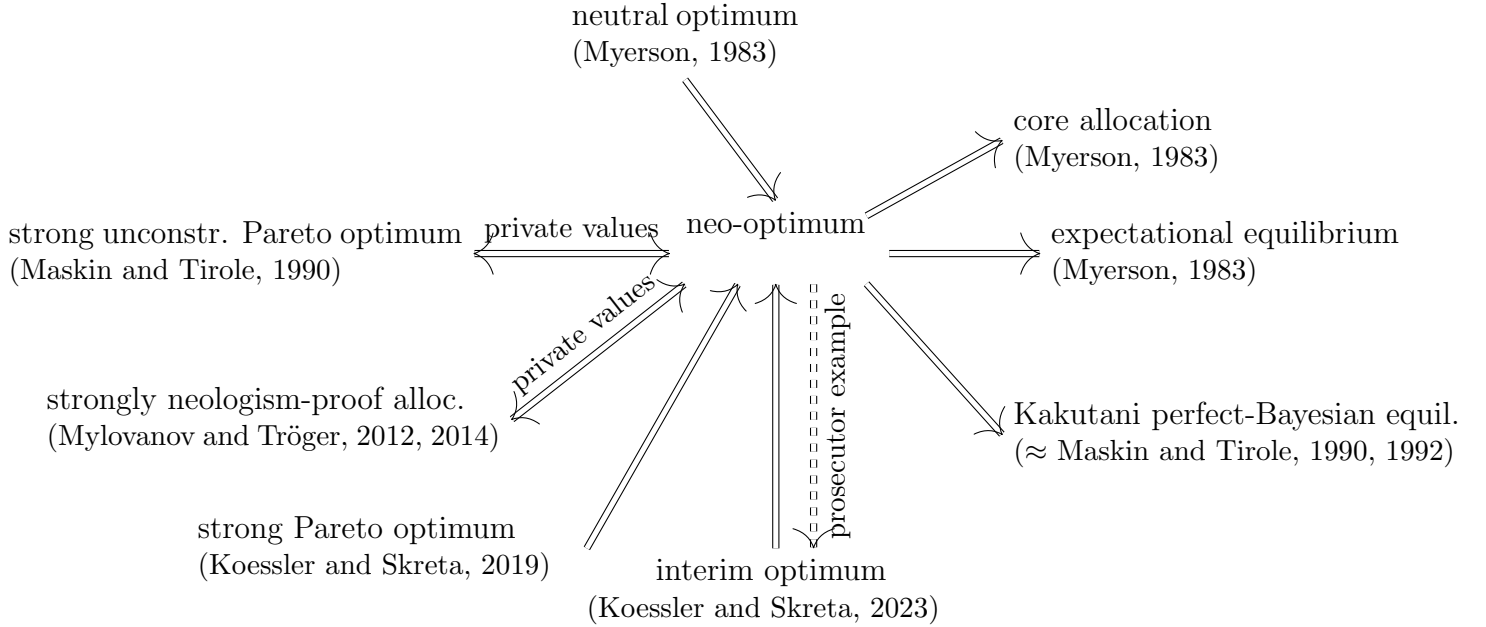 neutral optimum
(Myerson, 1983)
core allocation
(Myerson, 1983)
strong unconstr. Pareto optimum
(Maskin and Tirole, 1990)
private values
neo-optimum
expectational equilibrium
(Myerson, 1983)
private values
prosecutor example
strongly neologism-proof alloc.
(Mylovanov and Tröger, 2012, 2014)
Kakutani perfect-Bayesian equil.
(≈ Maskin and Tirole, 1990, 1992)
strong Pareto optimum
(Koessler and Skreta, 2019)
interim optimum
(Koessler and Skreta, 2023)